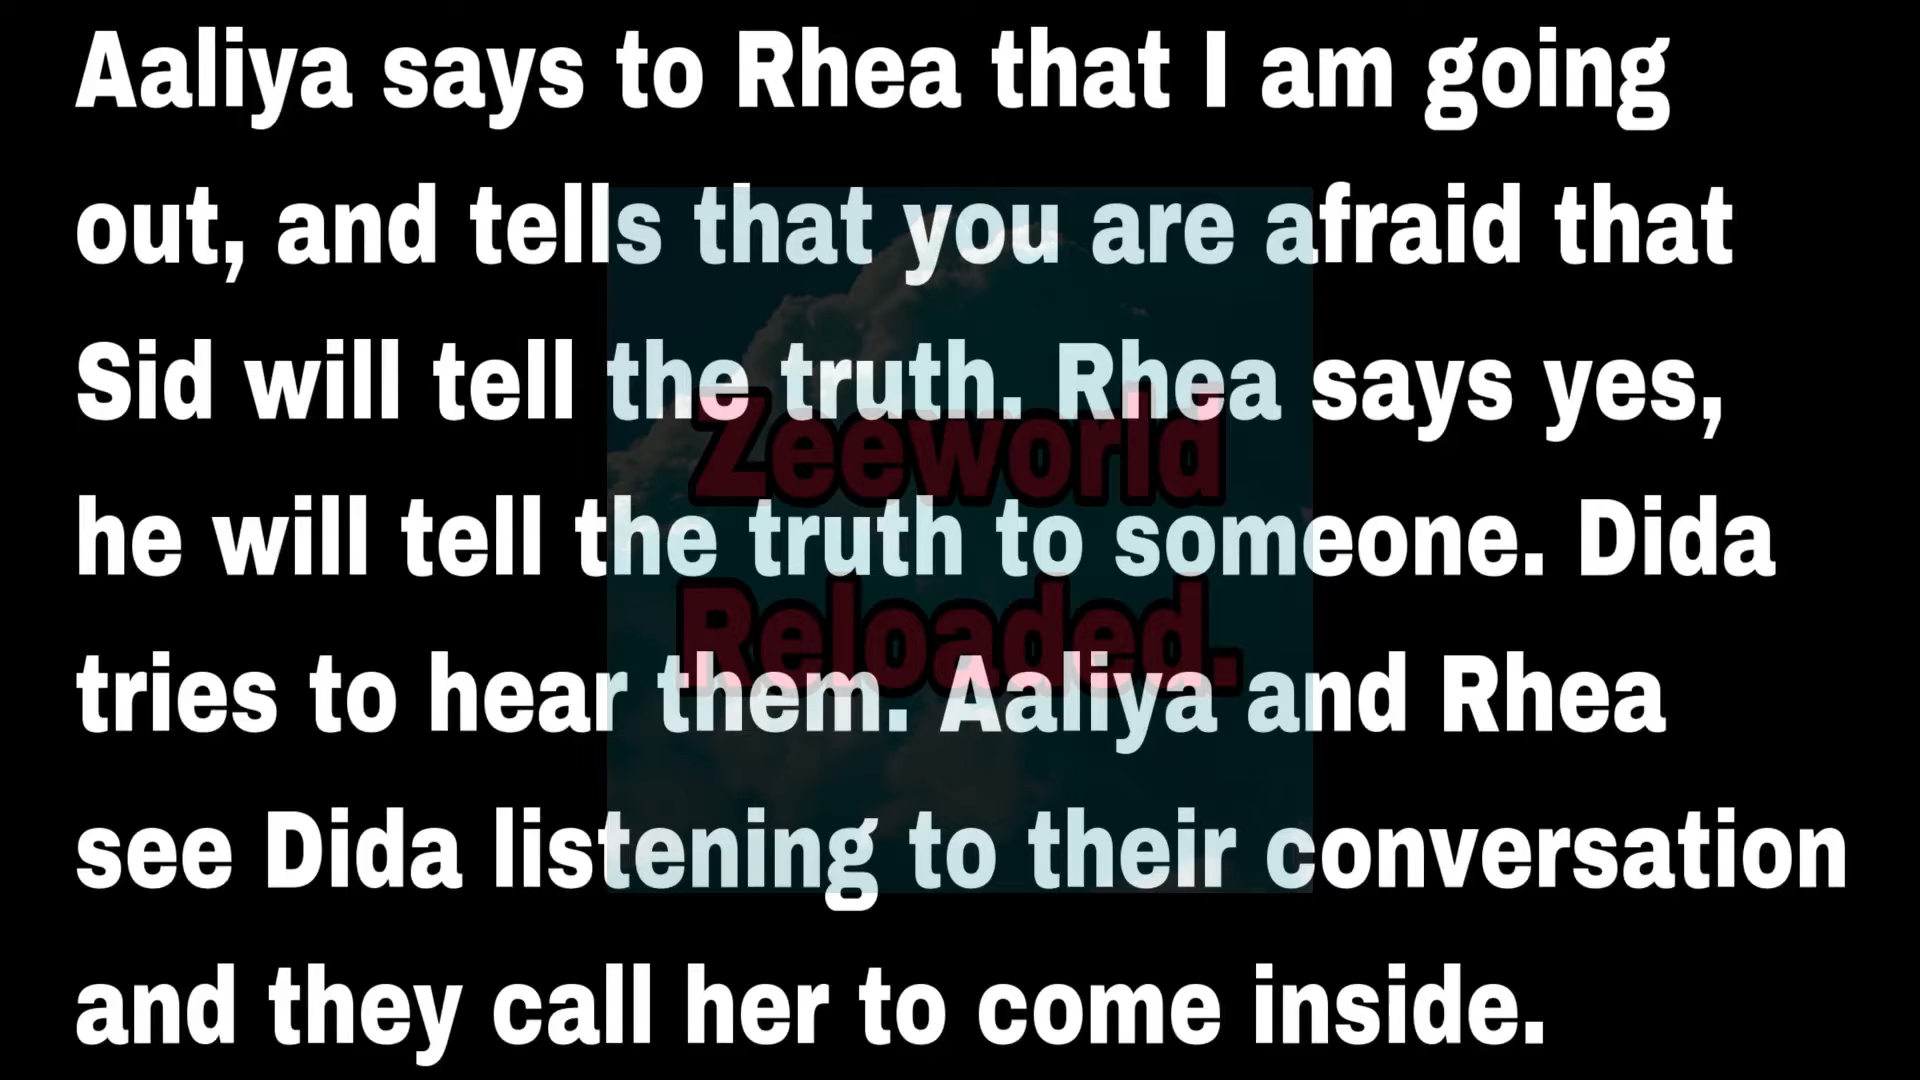 Aaliya says to Rhea that I am going
out, and tells that you are afraid that
Sid will tell the truth. Rhea says yes,
Zeeworld
he will tell the truth to someone. Dida
Reloaded.
tries to hear them. Aaliya and Rhea
see Dida listening to their conversation
and they call her to come inside.